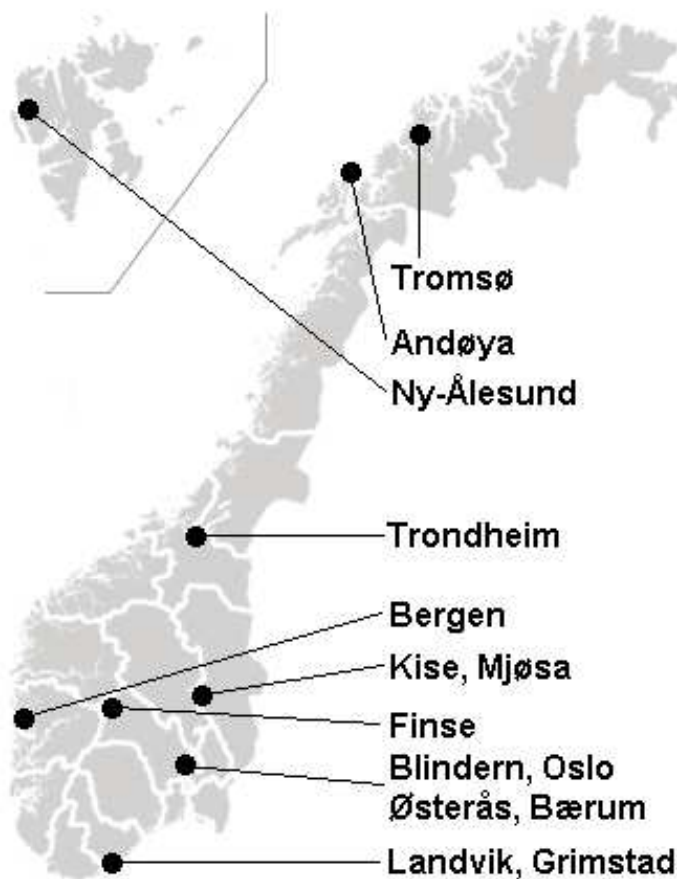 Tromsø
Andøya
Ny-Ålesund
Trondheim
Bergen
Kise, Mjøsa
Finse
Blindern, Oslo
Østerås, Bærum
Landvik, Grimstad